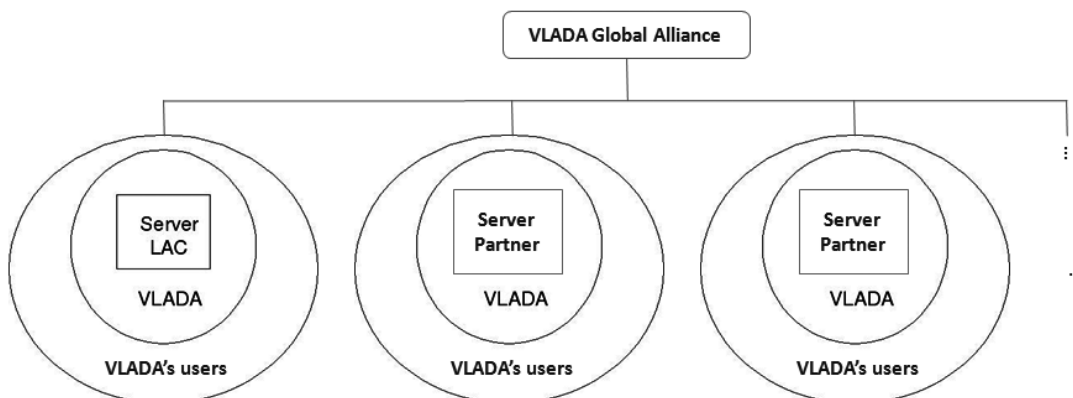 VLADA Global Alliance
Server
LAC
VLADA
VLADA's users
Server
Partner
VLADA
VLADA's users
Server
Partner
VLADA
VLADA's users